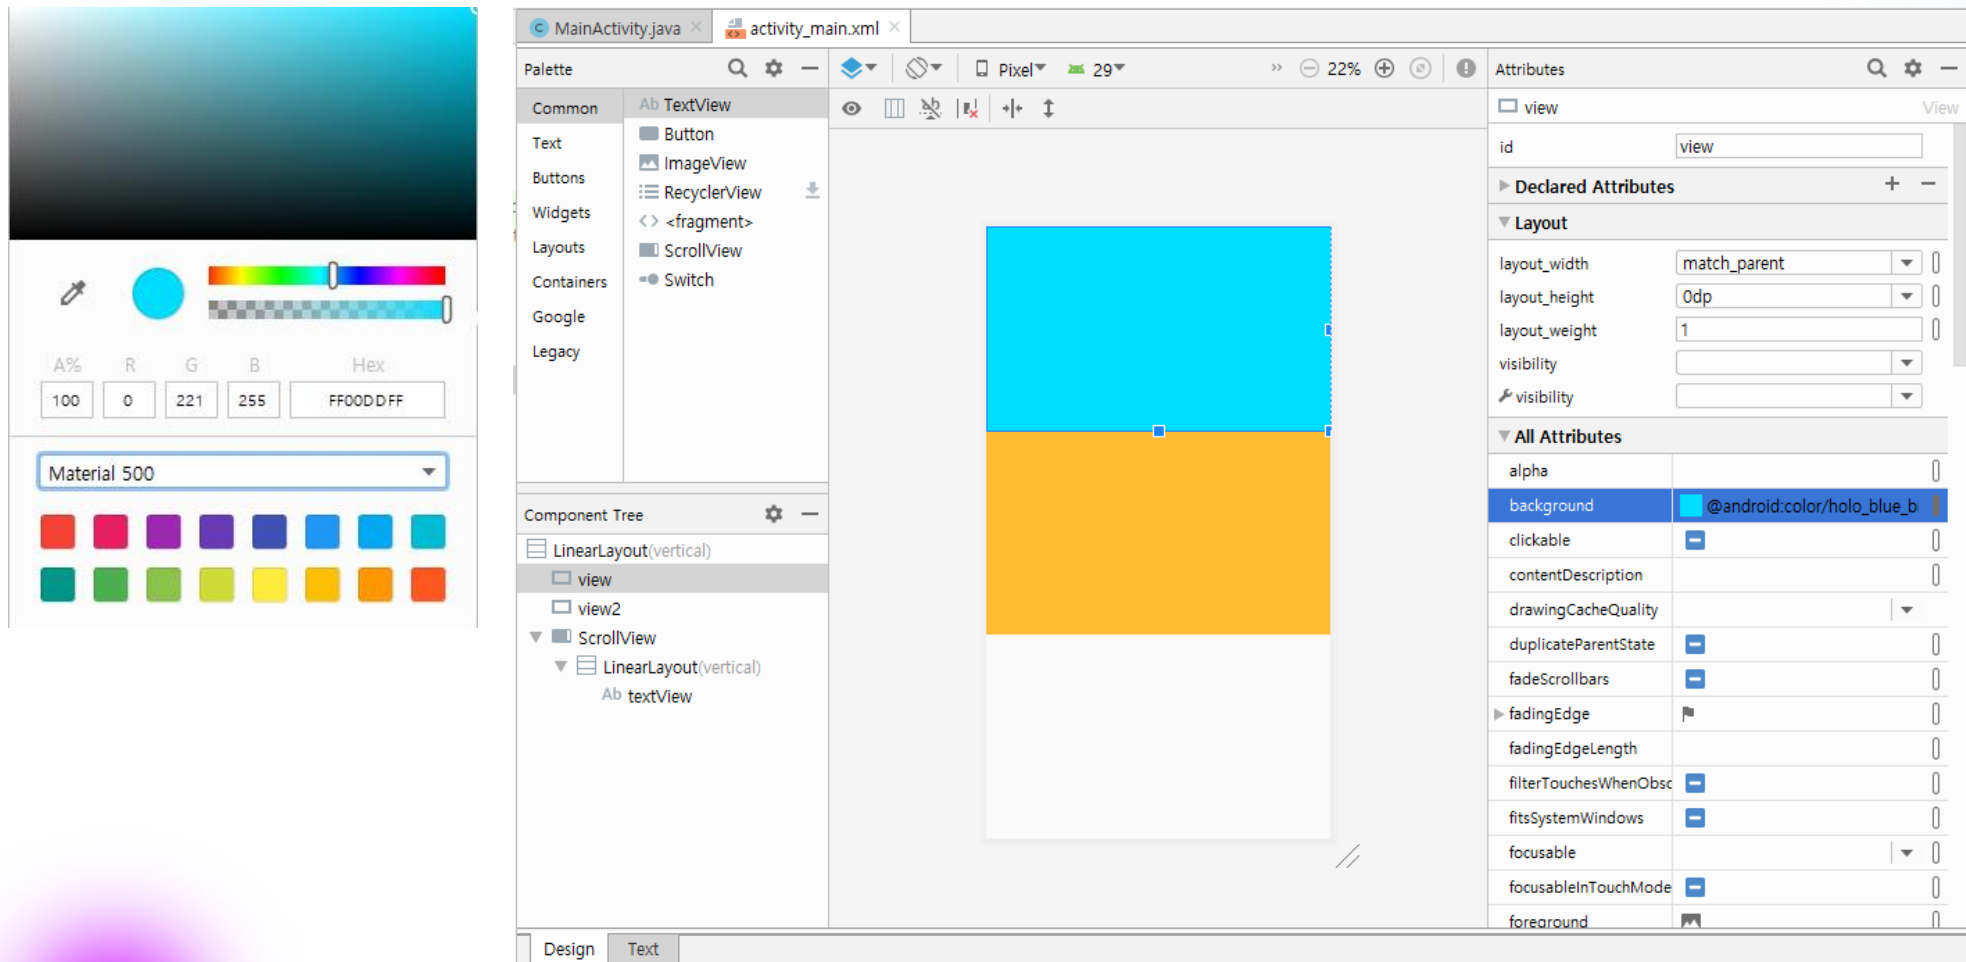 A% R G B Hex
100 0 221 255 FF00DDFF
Material 500
MainActivity.java activity_main.xml
Palette
Common
Text
Buttons
Widgets
Layouts
Containers
Google
Legacy
Ab TextView
Button
ImageView
RecyclerView
<fragment>
ScrollView
Switch
Component Tree
LinearLayout(vertical)
view
view2
ScrollView
LinearLayout(vertical)
Ab textView
Pixel 29 » 22%
Attributes
view View
id view
Declared Attributes
Layout
layout_width match_parent
layout_height 0dp
layout_weight 1
visibility
visibility
All Attributes
alpha
background @android:color/holo_blue_b
clickable
contentDescription
drawingCacheQuality
duplicateParentState
fadeScrollbars
fadingEdge
fadingEdgeLength
filterTouchesWhenObsc
fitsSystemWindows
focusable
focusableInTouchMode
foreground
Design Text